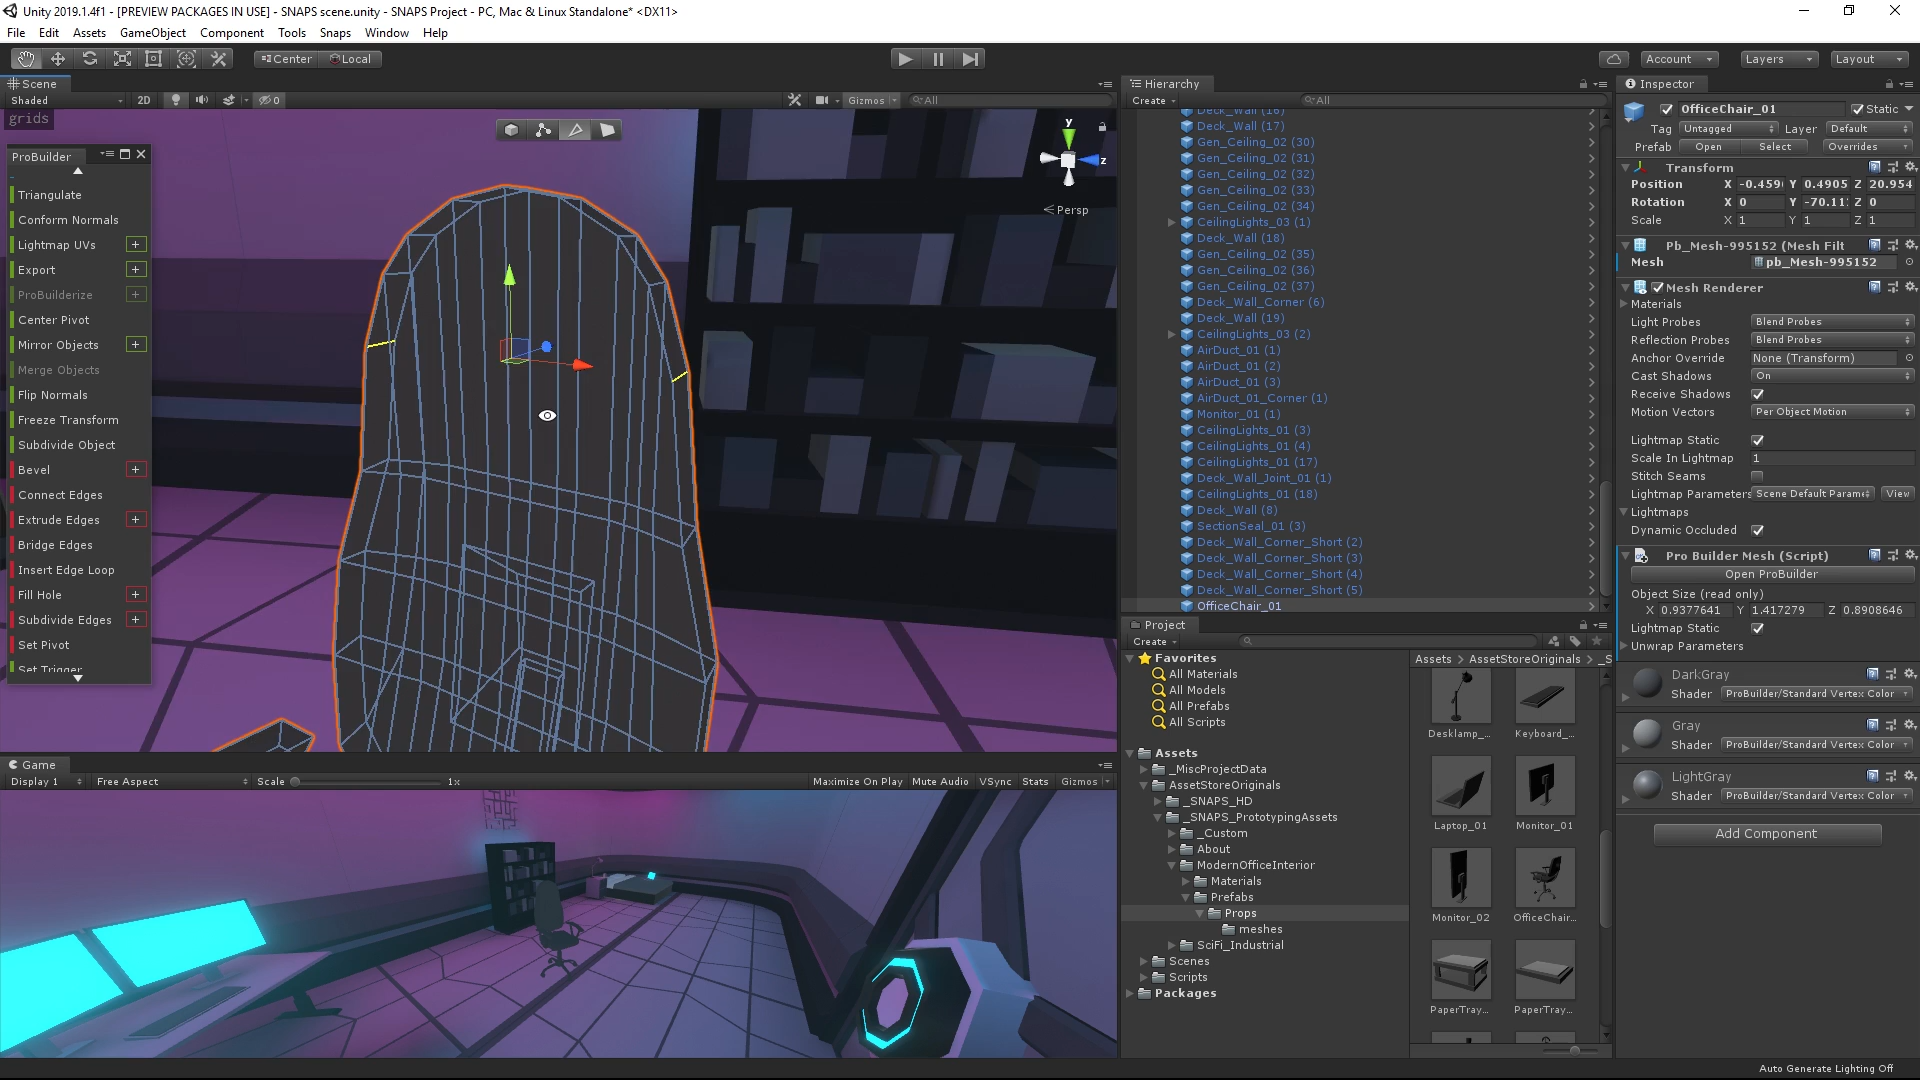 Unity 2019.1.4f1 - [PREVIEW PACKAGES IN USE] - SNAPS scene.unity - SNAPS Project - PC, Mac & Linux Standalone* <DX11>
File Edit Assets GameObject Component Tools Snaps Window Help
Center Local
Account Layers Layout
Scene
Shaded 2D 0 Gizmos All
grids
y
z
Persp
ProBuilder
Triangulate
Conform Normals
Lightmap UVs +
Export +
ProBuilderize +
Center Pivot
Mirror Objects +
Merge Objects
Flip Normals
Freeze Transform
Subdivide Object
Bevel +
Connect Edges
Extrude Edges +
Bridge Edges
Insert Edge Loop
Fill Hole +
Subdivide Edges +
Set Pivot
Set Trigger
Game
Display 1 Free Aspect Scale 1x Maximize On Play Mute Audio VSync Stats Gizmos
Hierarchy
Create All
Deck_Wall (16)
Deck_Wall (17)
Gen_Ceiling_02 (30)
Gen_Ceiling_02 (31)
Gen_Ceiling_02 (32)
Gen_Ceiling_02 (33)
Gen_Ceiling_02 (34)
CeilingLights_03 (1)
Deck_Wall (18)
Gen_Ceiling_02 (35)
Gen_Ceiling_02 (36)
Gen_Ceiling_02 (37)
Deck_Wall_Corner (6)
Deck_Wall (19)
CeilingLights_03 (2)
AirDuct_01 (1)
AirDuct_01 (2)
AirDuct_01 (3)
AirDuct_01_Corner (1)
Monitor_01 (1)
CeilingLights_01 (3)
CeilingLights_01 (4)
CeilingLights_01 (17)
Deck_Wall_Joint_01 (1)
CeilingLights_01 (18)
Deck_Wall (8)
SectionSeal_01 (3)
Deck_Wall_Corner_Short (2)
Deck_Wall_Corner_Short (3)
Deck_Wall_Corner_Short (4)
Deck_Wall_Corner_Short (5)
OfficeChair_01
Project
Create
Favorites
All Materials
All Models
All Prefabs
All Scripts
Assets
_MiscProjectData
AssetStoreOriginals
_SNAPS_HD
_SNAPS_PrototypingAssets
_Custom
About
ModernOfficeInterior
Materials
Prefabs
Props
meshes
SciFi_Industrial
Scenes
Scripts
Packages
Assets > AssetStoreOriginals > _S
Desklamp_... Keyboard_...
Laptop_01 Monitor_01
Monitor_02 OfficeChair...
PaperTray... PaperTray...
Inspector
OfficeChair_01 Static
Tag Untagged Layer Default
Prefab Open Select Overrides
Transform
Position X -0.459 Y 0.4905 Z 20.954
Rotation X 0 Y -70.11 Z 0
Scale X 1 Y 1 Z 1
Pb_Mesh-995152 (Mesh Filt
Mesh pb_Mesh-995152
Mesh Renderer
Materials
Light Probes Blend Probes
Reflection Probes Blend Probes
Anchor Override None (Transform)
Cast Shadows On
Receive Shadows
Motion Vectors Per Object Motion
Lightmap Static
Scale In Lightmap 1
Stitch Seams
Lightmap Parameters Scene Default Param View
Lightmaps
Dynamic Occluded
Pro Builder Mesh (Script)
Open ProBuilder
Object Size (read only)
X 0.9377641 Y 1.417279 Z 0.8908646
Lightmap Static
Unwrap Parameters
DarkGray
Shader ProBuilder/Standard Vertex Color
Gray
Shader ProBuilder/Standard Vertex Color
LightGray
Shader ProBuilder/Standard Vertex Color
Add Component
Auto Generate Lighting Off